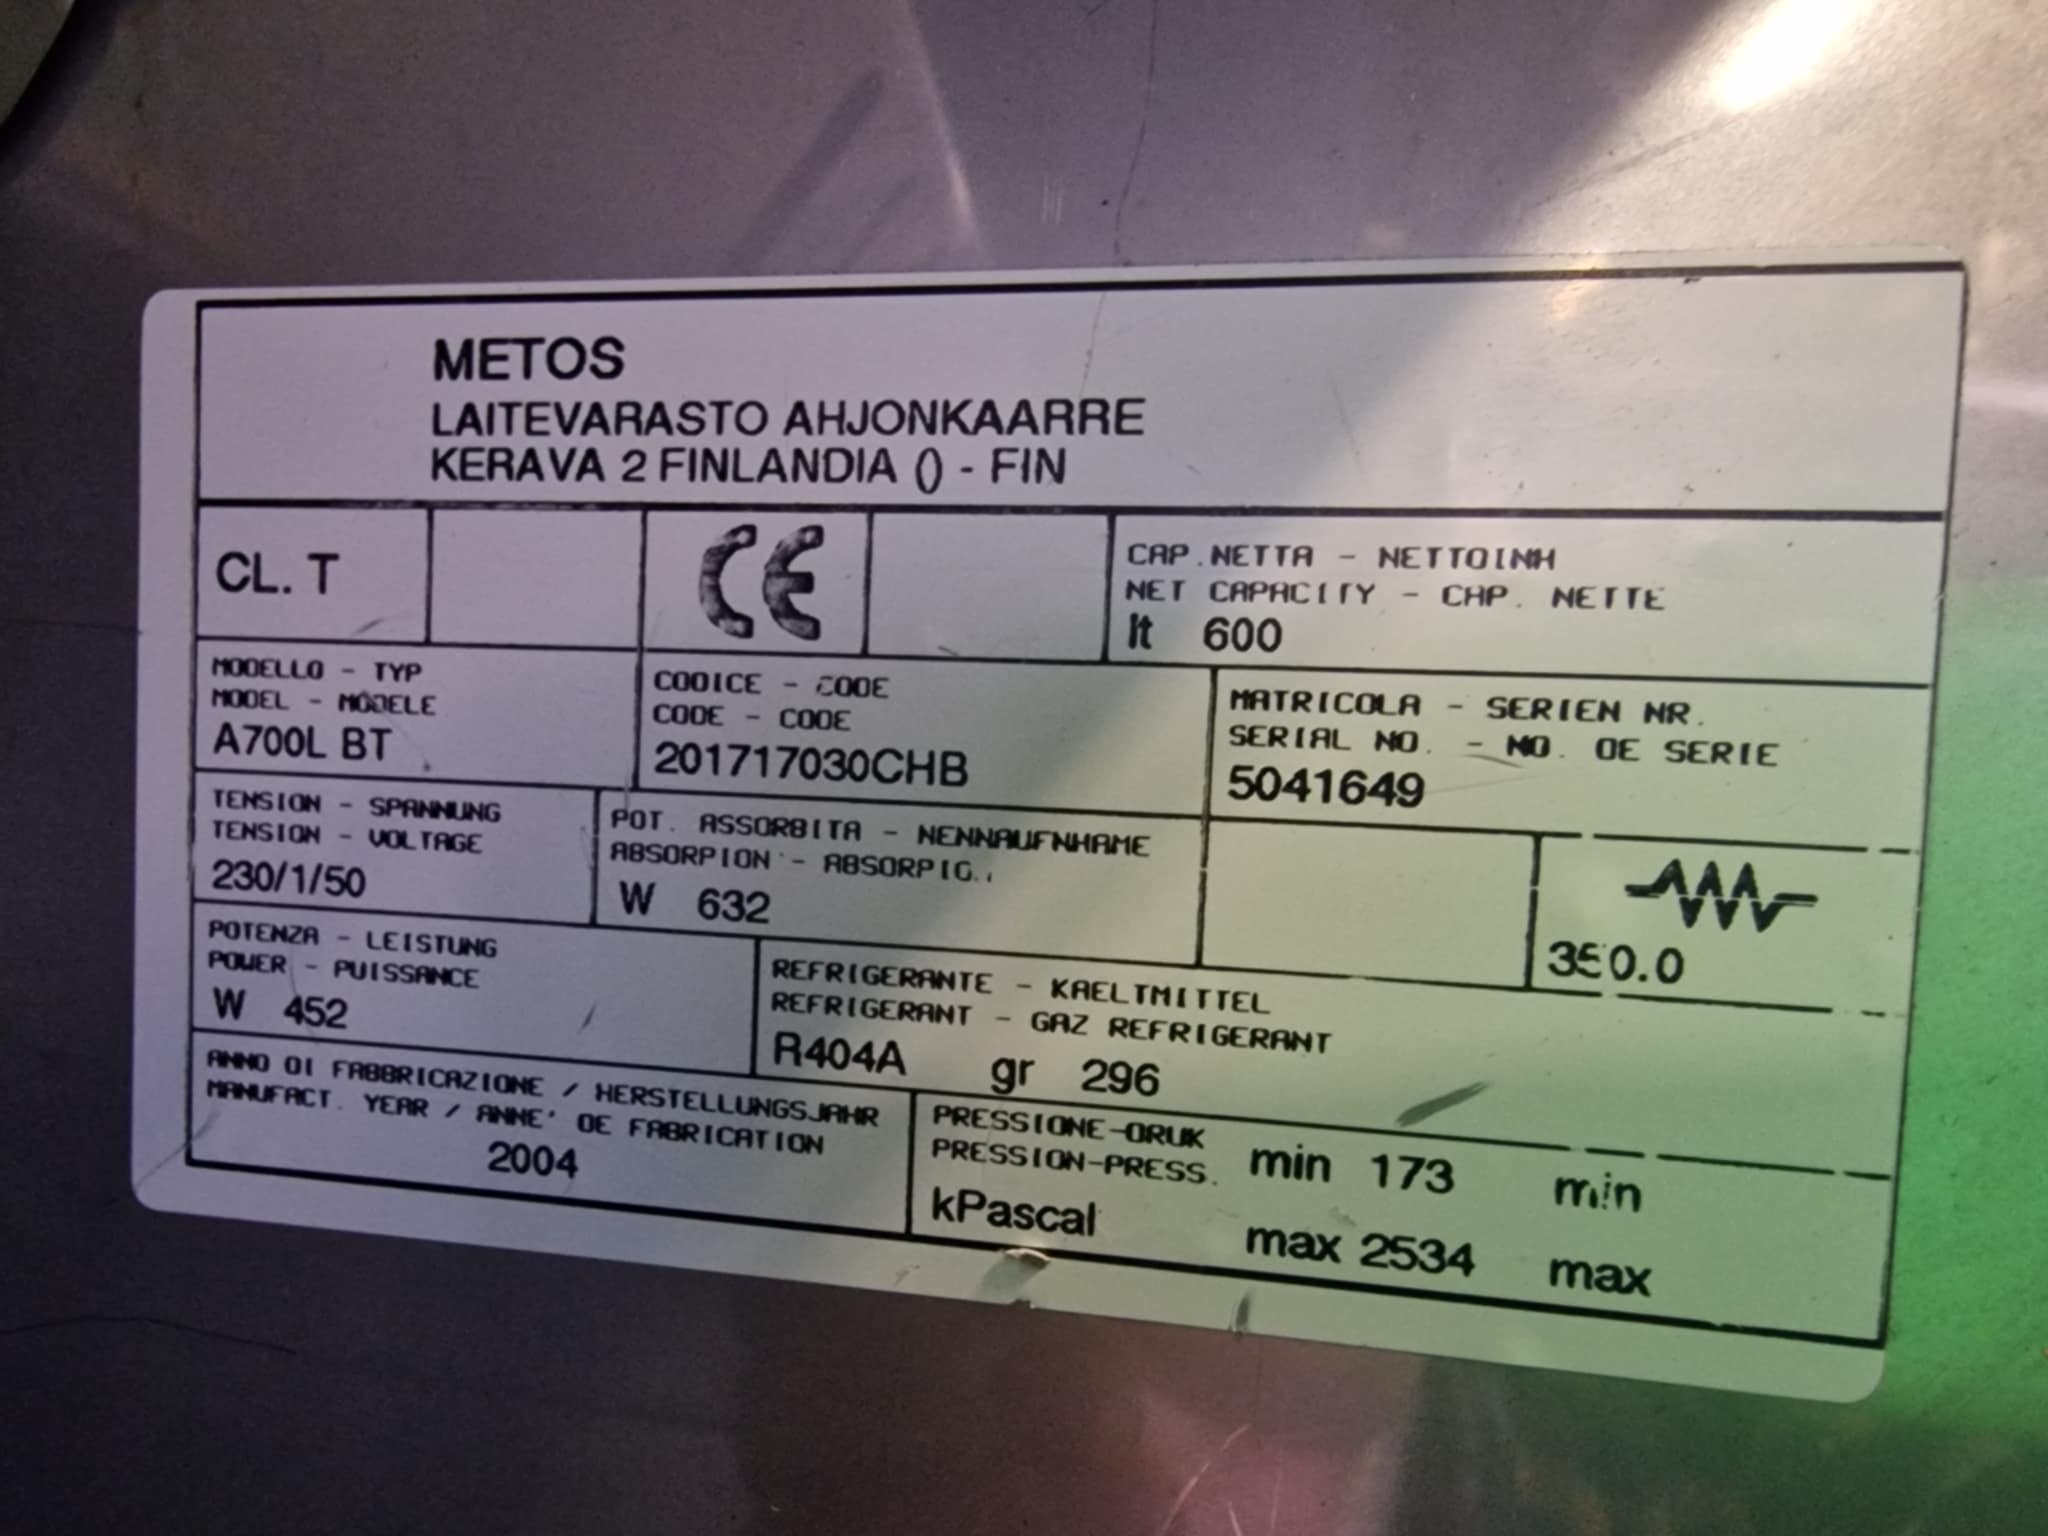 METOS
LAITEVARASTO AHJONKAARRE
KERAVA 2 FINLANDIA () - FIN
CL. T
CE
CAP.NETTA - NETTOINH
NET CAPACITY - CAP. NETTE
lt 600
MODELLO - TYP
MODEL - MODELE
A700L BT
CODICE - CODE
CODE - CODE
201717030CHB
MATRICOLA - SERIEN NR.
SERIAL NO. - NO. DE SERIE
5041649
TENSION - SPANNUNG
TENSION - VOLTAGE
230/1/50
POT. ASSORBITA - NENNAUFNHAME
ABSORPION - ABSORPIO.
W 632
350.0
POTENZA - LEISTUNG
POWER - PUISSANCE
W 452
REFRIGERANTE - KAELTMITTEL
REFRIGERANT - GAZ REFRIGERANT
R404A gr 296
ANNO DI FABBRICAZIONE / HERSTELLUNGSJAHR
MANUFACT. YEAR / ANNE' DE FABRICATION
2004
PRESSIONE-DRUK
PRESSION-PRESS.
kPascal
min 173 min
max 2534 max